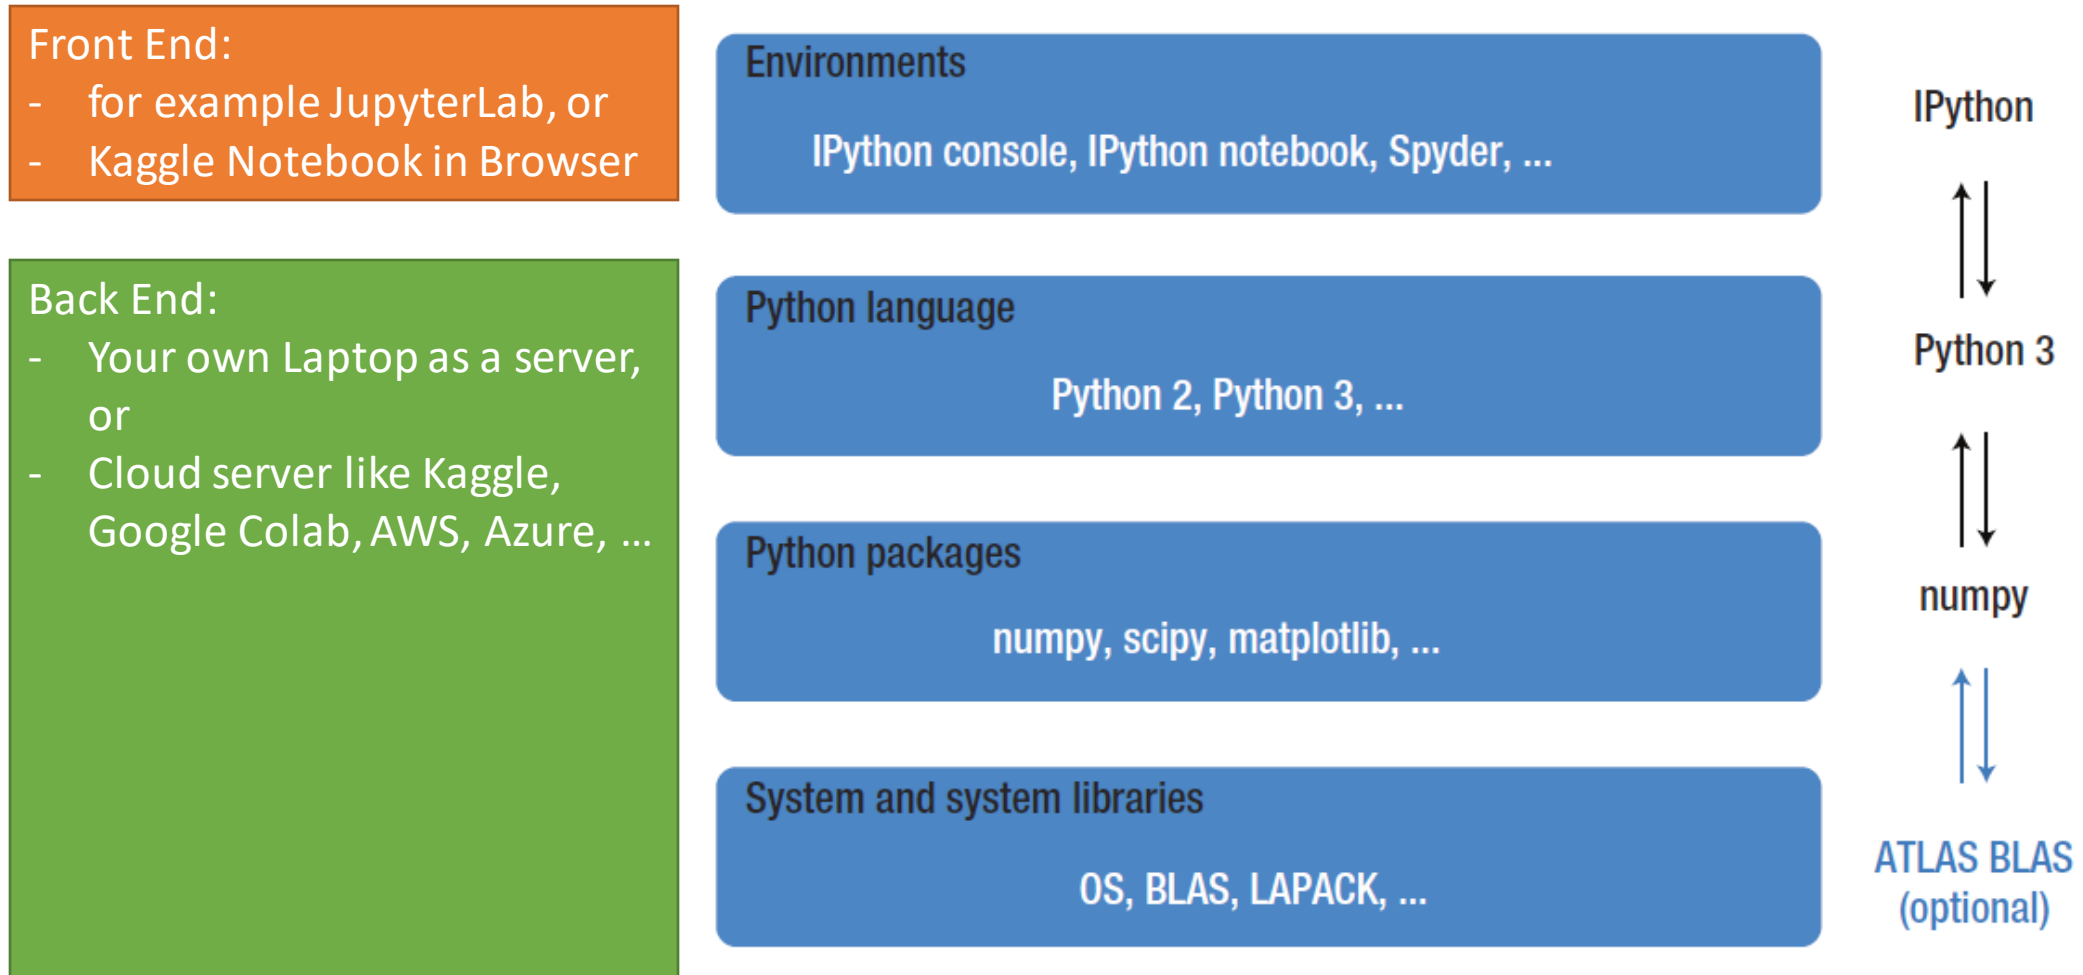 Front End:
- for example JupyterLab, or
- Kaggle Notebook in Browser
Back End:
- Your own Laptop as a server,
or
- Cloud server like Kaggle,
Google Colab, AWS, Azure, ...
Environments
IPython console, IPython notebook, Spyder, ...
Python language
Python 2, Python 3, ...
Python packages
numpy, scipy, matplotlib, ...
System and system libraries
OS, BLAS, LAPACK, ...
IPython
Python 3
numpy
ATLAS BLAS
(optional)